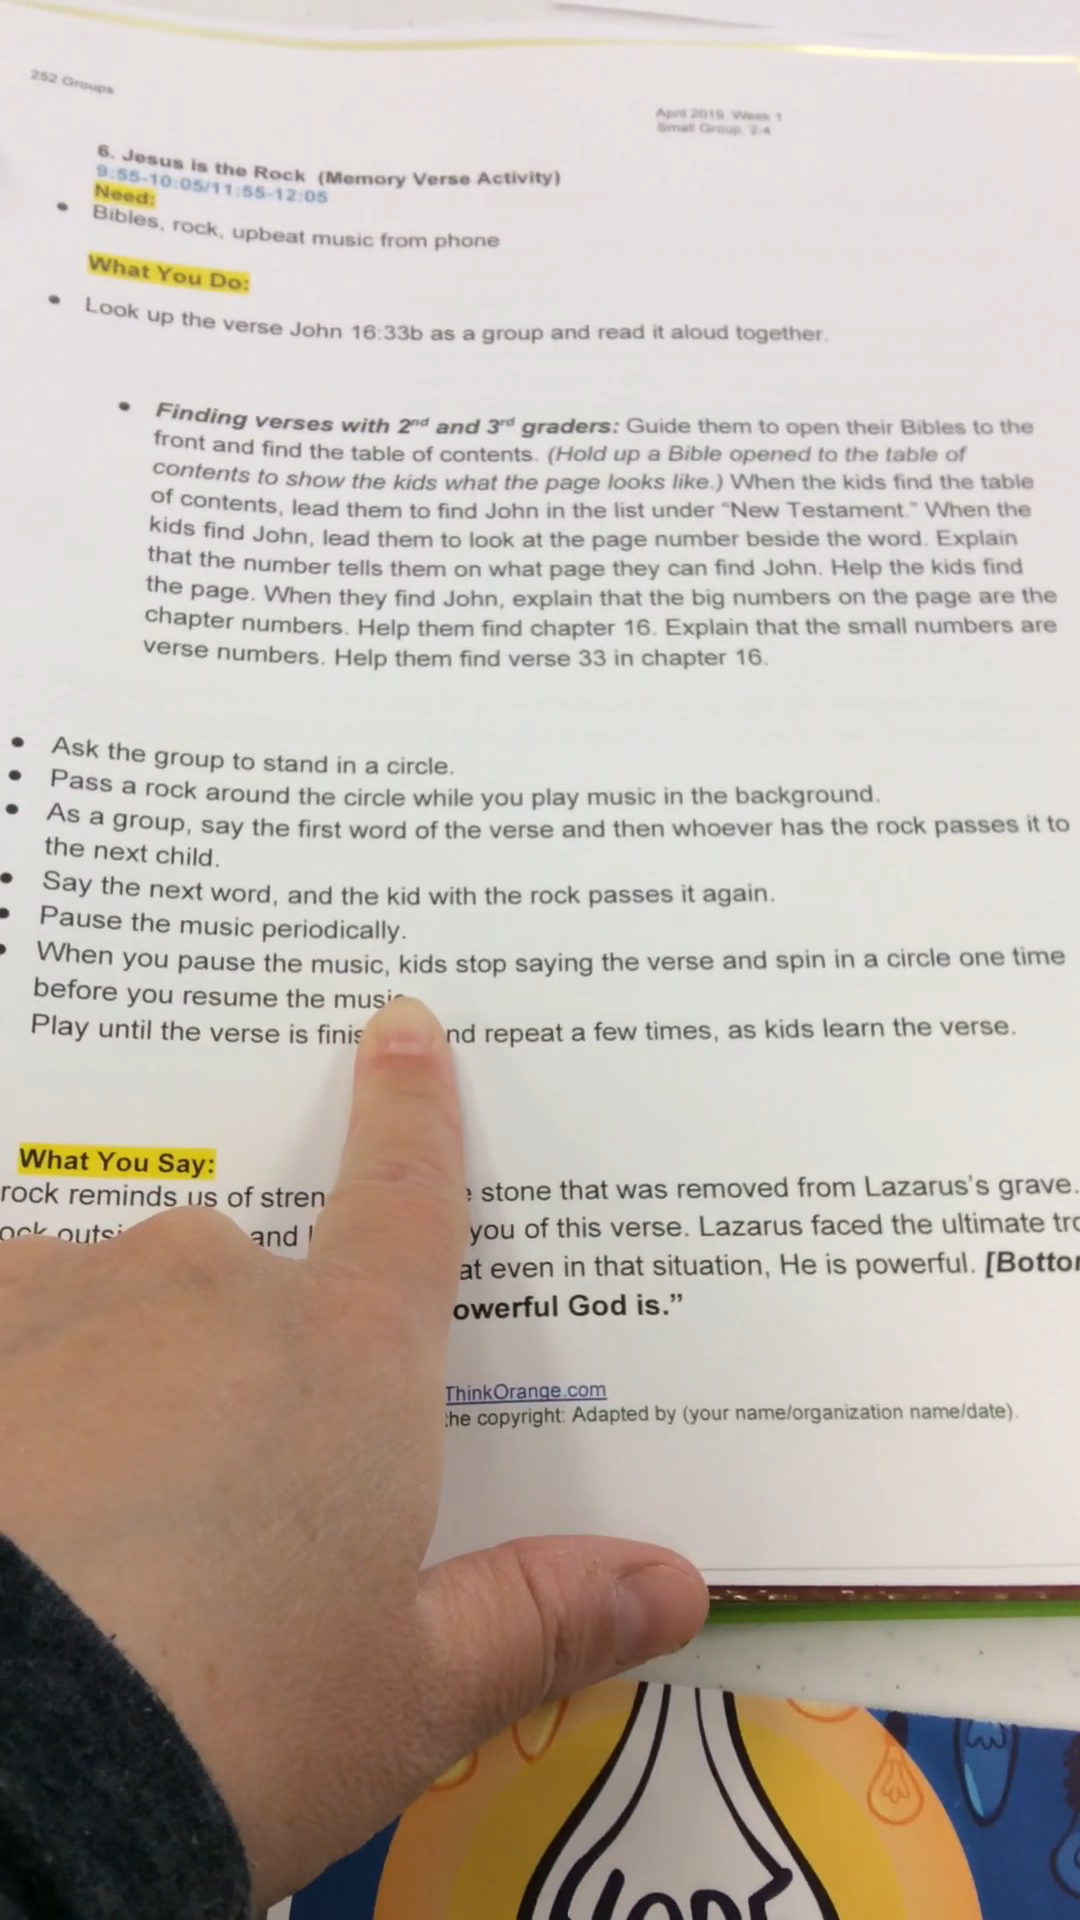 252 Groups
April 2019, Week 1
Small Group, 2-4
6. Jesus is the Rock (Memory Verse Activity)
9:55-10:05/11:55-12:05
Need:
• Bibles, rock, upbeat music from phone
What You Do:
• Look up the verse John 16:33b as a group and read it aloud together.
• Finding verses with 2nd and 3rd graders: Guide them to open their Bibles to the
front and find the table of contents. (Hold up a Bible opened to the table of
contents to show the kids what the page looks like.) When the kids find the table
of contents, lead them to find John in the list under “New Testament.” When the
kids find John, lead them to look at the page number beside the word. Explain
that the number tells them on what page they can find John. Help the kids find
the page. When they find John, explain that the big numbers on the page are the
chapter numbers. Help them find chapter 16. Explain that the small numbers are
verse numbers. Help them find verse 33 in chapter 16.
• Ask the group to stand in a circle.
• Pass a rock around the circle while you play music in the background.
• As a group, say the first word of the verse and then whoever has the rock passes it to
the next child.
• Say the next word, and the kid with the rock passes it again.
• Pause the music periodically.
• When you pause the music, kids stop saying the verse and spin in a circle one time
before you resume the music
Play until the verse is finis nd repeat a few times, as kids learn the verse.
What You Say:
rock reminds us of stren stone that was removed from Lazarus’s grave.
and you of this verse. Lazarus faced the ultimate tro
at even in that situation, He is powerful. [Bottom
owerful God is.”
ThinkOrange.com
the copyright: Adapted by (your name/organization name/date).